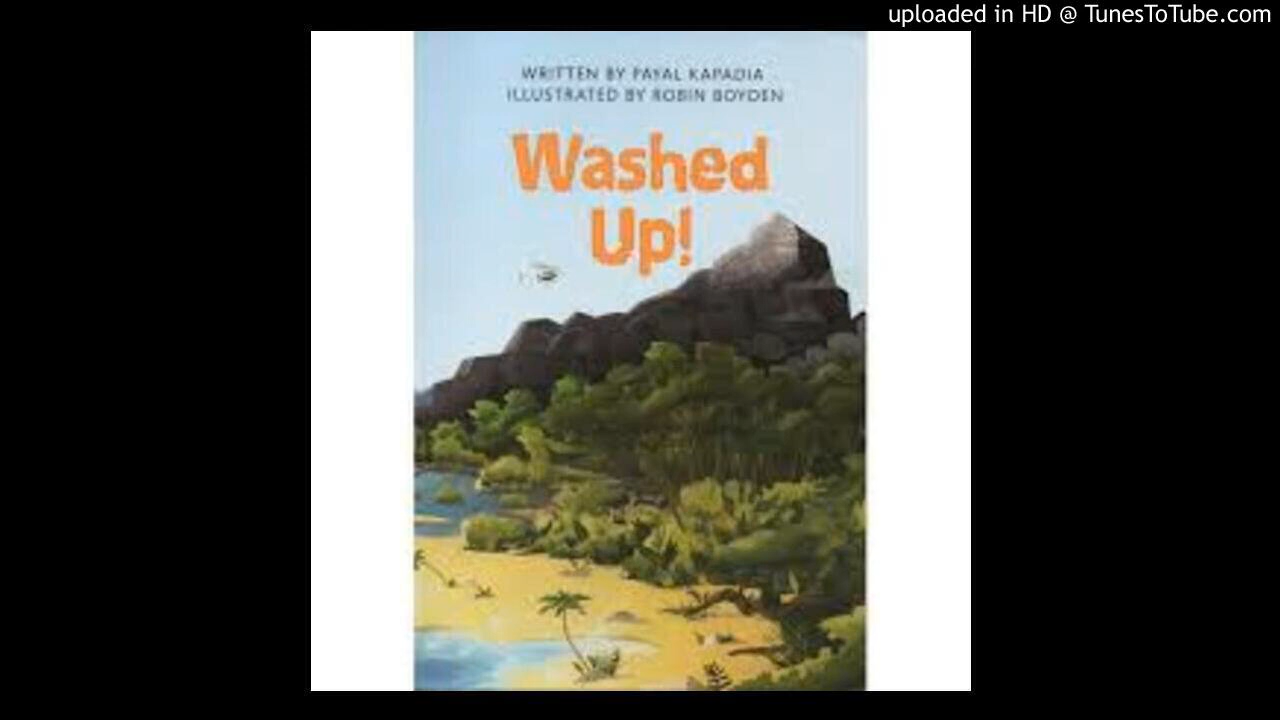 uploaded in HD @ TunesToTube.com
WRITTEN BY PAYAL KAPADIA
ILLUSTRATED BY ROBIN BOYDEN
Washed
Up!